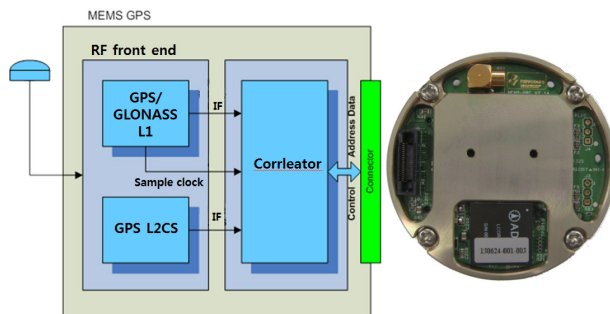 MEMS GPS
RF front end
GPS/
GLONASS
L1
IF
Sample clock
GPS L2CS
IF
Corrleator
Control
Address Data
Connector
130624-001-003